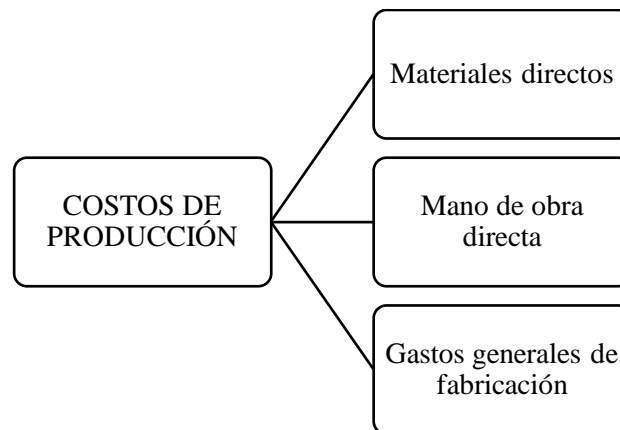 Materiales directos
COSTOS DE
PRODUCCIÓN
Mano de obra
directa
Gastos generales de
fabricación